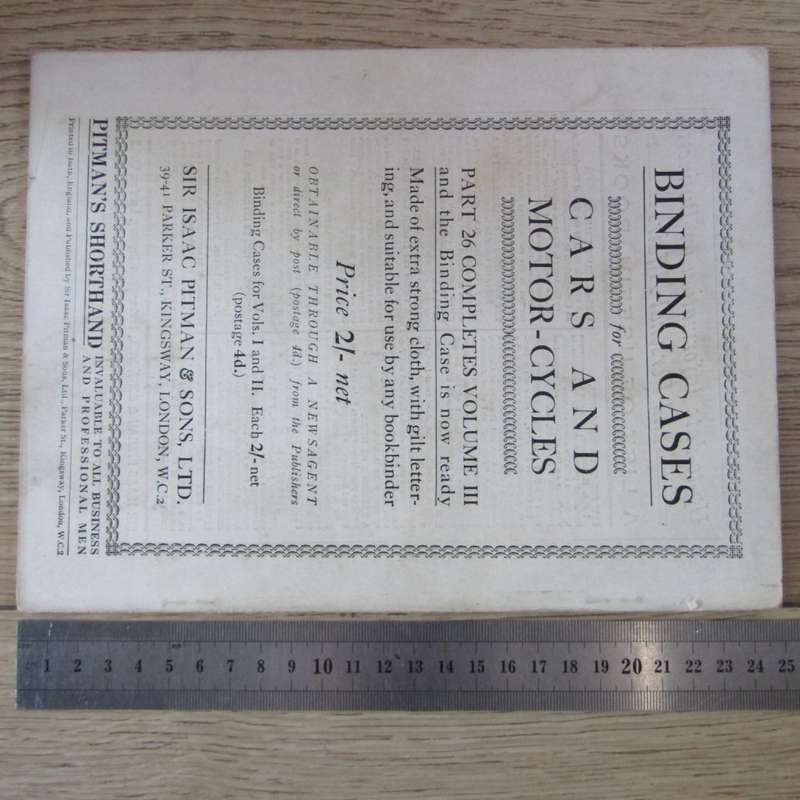 BINDING CASES
for
CARS AND
MOTOR-CYCLES
PART 26 COMPLETES VOLUME III
and the Binding Case is now ready
Made of extra strong cloth, with gilt letter-
ing, and suitable for use by any bookbinder
Price 2/- net
OBTAINABLE THROUGH A NEWSAGENT
or direct by post (postage 4d.) from the Publishers
Binding Cases for Vols. I and II. Each 2/- net
(postage 4d.)
SIR ISAAC PITMAN & SONS, LTD.
39-41 PARKER ST., KINGSWAY, LONDON, W.C.2
PITMAN'S SHORTHAND INVALUABLE TO ALL BUSINESS
AND PROFESSIONAL MEN
Printed in Bath, England, and Published by Sir Isaac Pitman & Sons, Ltd., Parker St., Kingsway, London, W.C.2
1 2 3 4 5 6 7 8 9 10 11 12 13 14 15 16 17 18 19 20 21 22 23 24 25